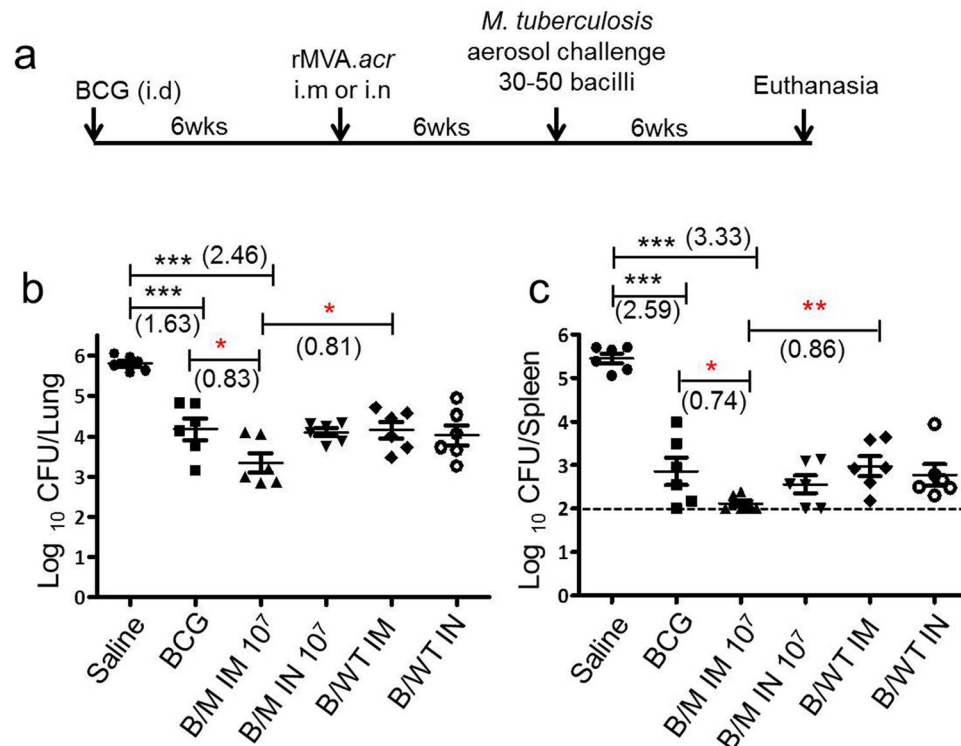 a
BCG (i.d)
6wks
rMVA.acr
i.m or i.n
6wks
M. tuberculosis
aerosol challenge
30-50 bacilli
6wks
Euthanasia
b
*** (2.46)
***
(1.63)
*
(0.83)
*
(0.81)
Log 10 CFU/Lung
6
5
4
3
2
1
0
Saline
BCG
B/M IM 10⁷
B/M IN 10⁷
B/WT IM
B/WT IN
c
*** (3.33)
***
(2.59)
*
(0.74)
**
(0.86)
Log 10 CFU/Spleen
6
5
4
3
2
1
0
Saline
BCG
B/M IM 10⁷
B/M IN 10⁷
B/WT IM
B/WT IN